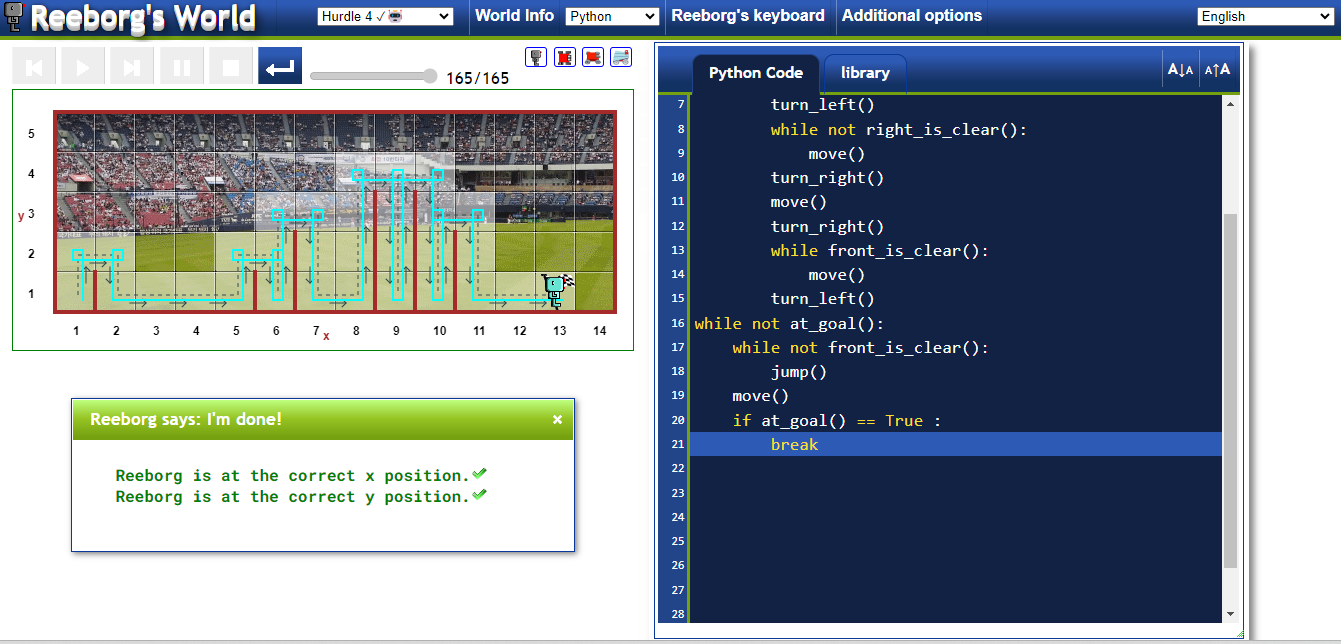 Reeborg's World
Hurdle 4 ✓🤖
World Info
Python
Reeborg's keyboard
Additional options
English
165/165
Python Code
library
A↓A
A↑A
5
4
y 3
2
1
1 2 3 4 5 6 7 8 9 10 11 12 13 14
x
Reeborg says: I'm done!
×
Reeborg is at the correct x position.✔
Reeborg is at the correct y position.✔
7 turn_left()
8 while not right_is_clear():
9 move()
10 turn_right()
11 move()
12 turn_right()
13 while front_is_clear():
14 move()
15 turn_left()
16 while not at_goal():
17 while not front_is_clear():
18 jump()
19 move()
20 if at_goal() == True :
21 break
22
23
24
25
26
27
28